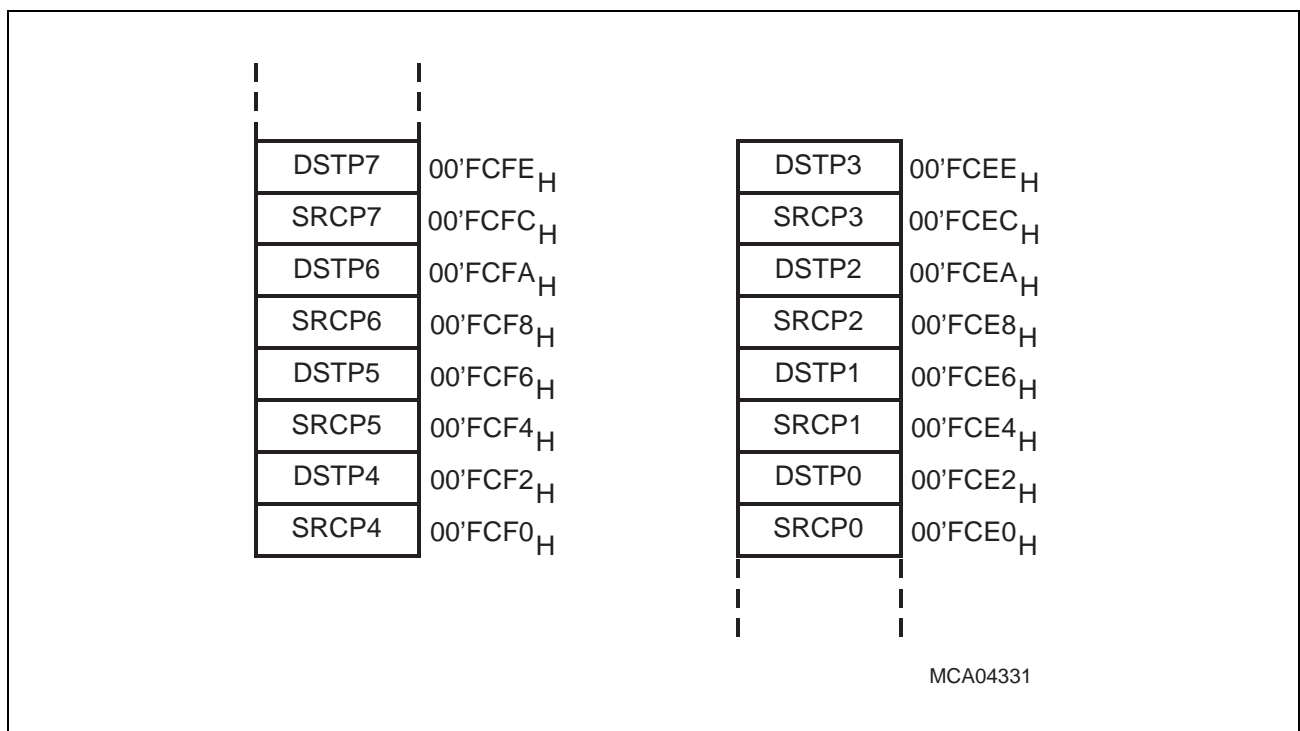 DSTP7 00’FCFEH
SRCP7 00’FCFCH
DSTP6 00’FCFAH
SRCP6 00’FCF8H
DSTP5 00’FCF6H
SRCP5 00’FCF4H
DSTP4 00’FCF2H
SRCP4 00’FCF0H
DSTP3 00’FCEEH
SRCP3 00’FCECH
DSTP2 00’FCEAH
SRCP2 00’FCE8H
DSTP1 00’FCE6H
SRCP1 00’FCE4H
DSTP0 00’FCE2H
SRCP0 00’FCE0H
MCA04331